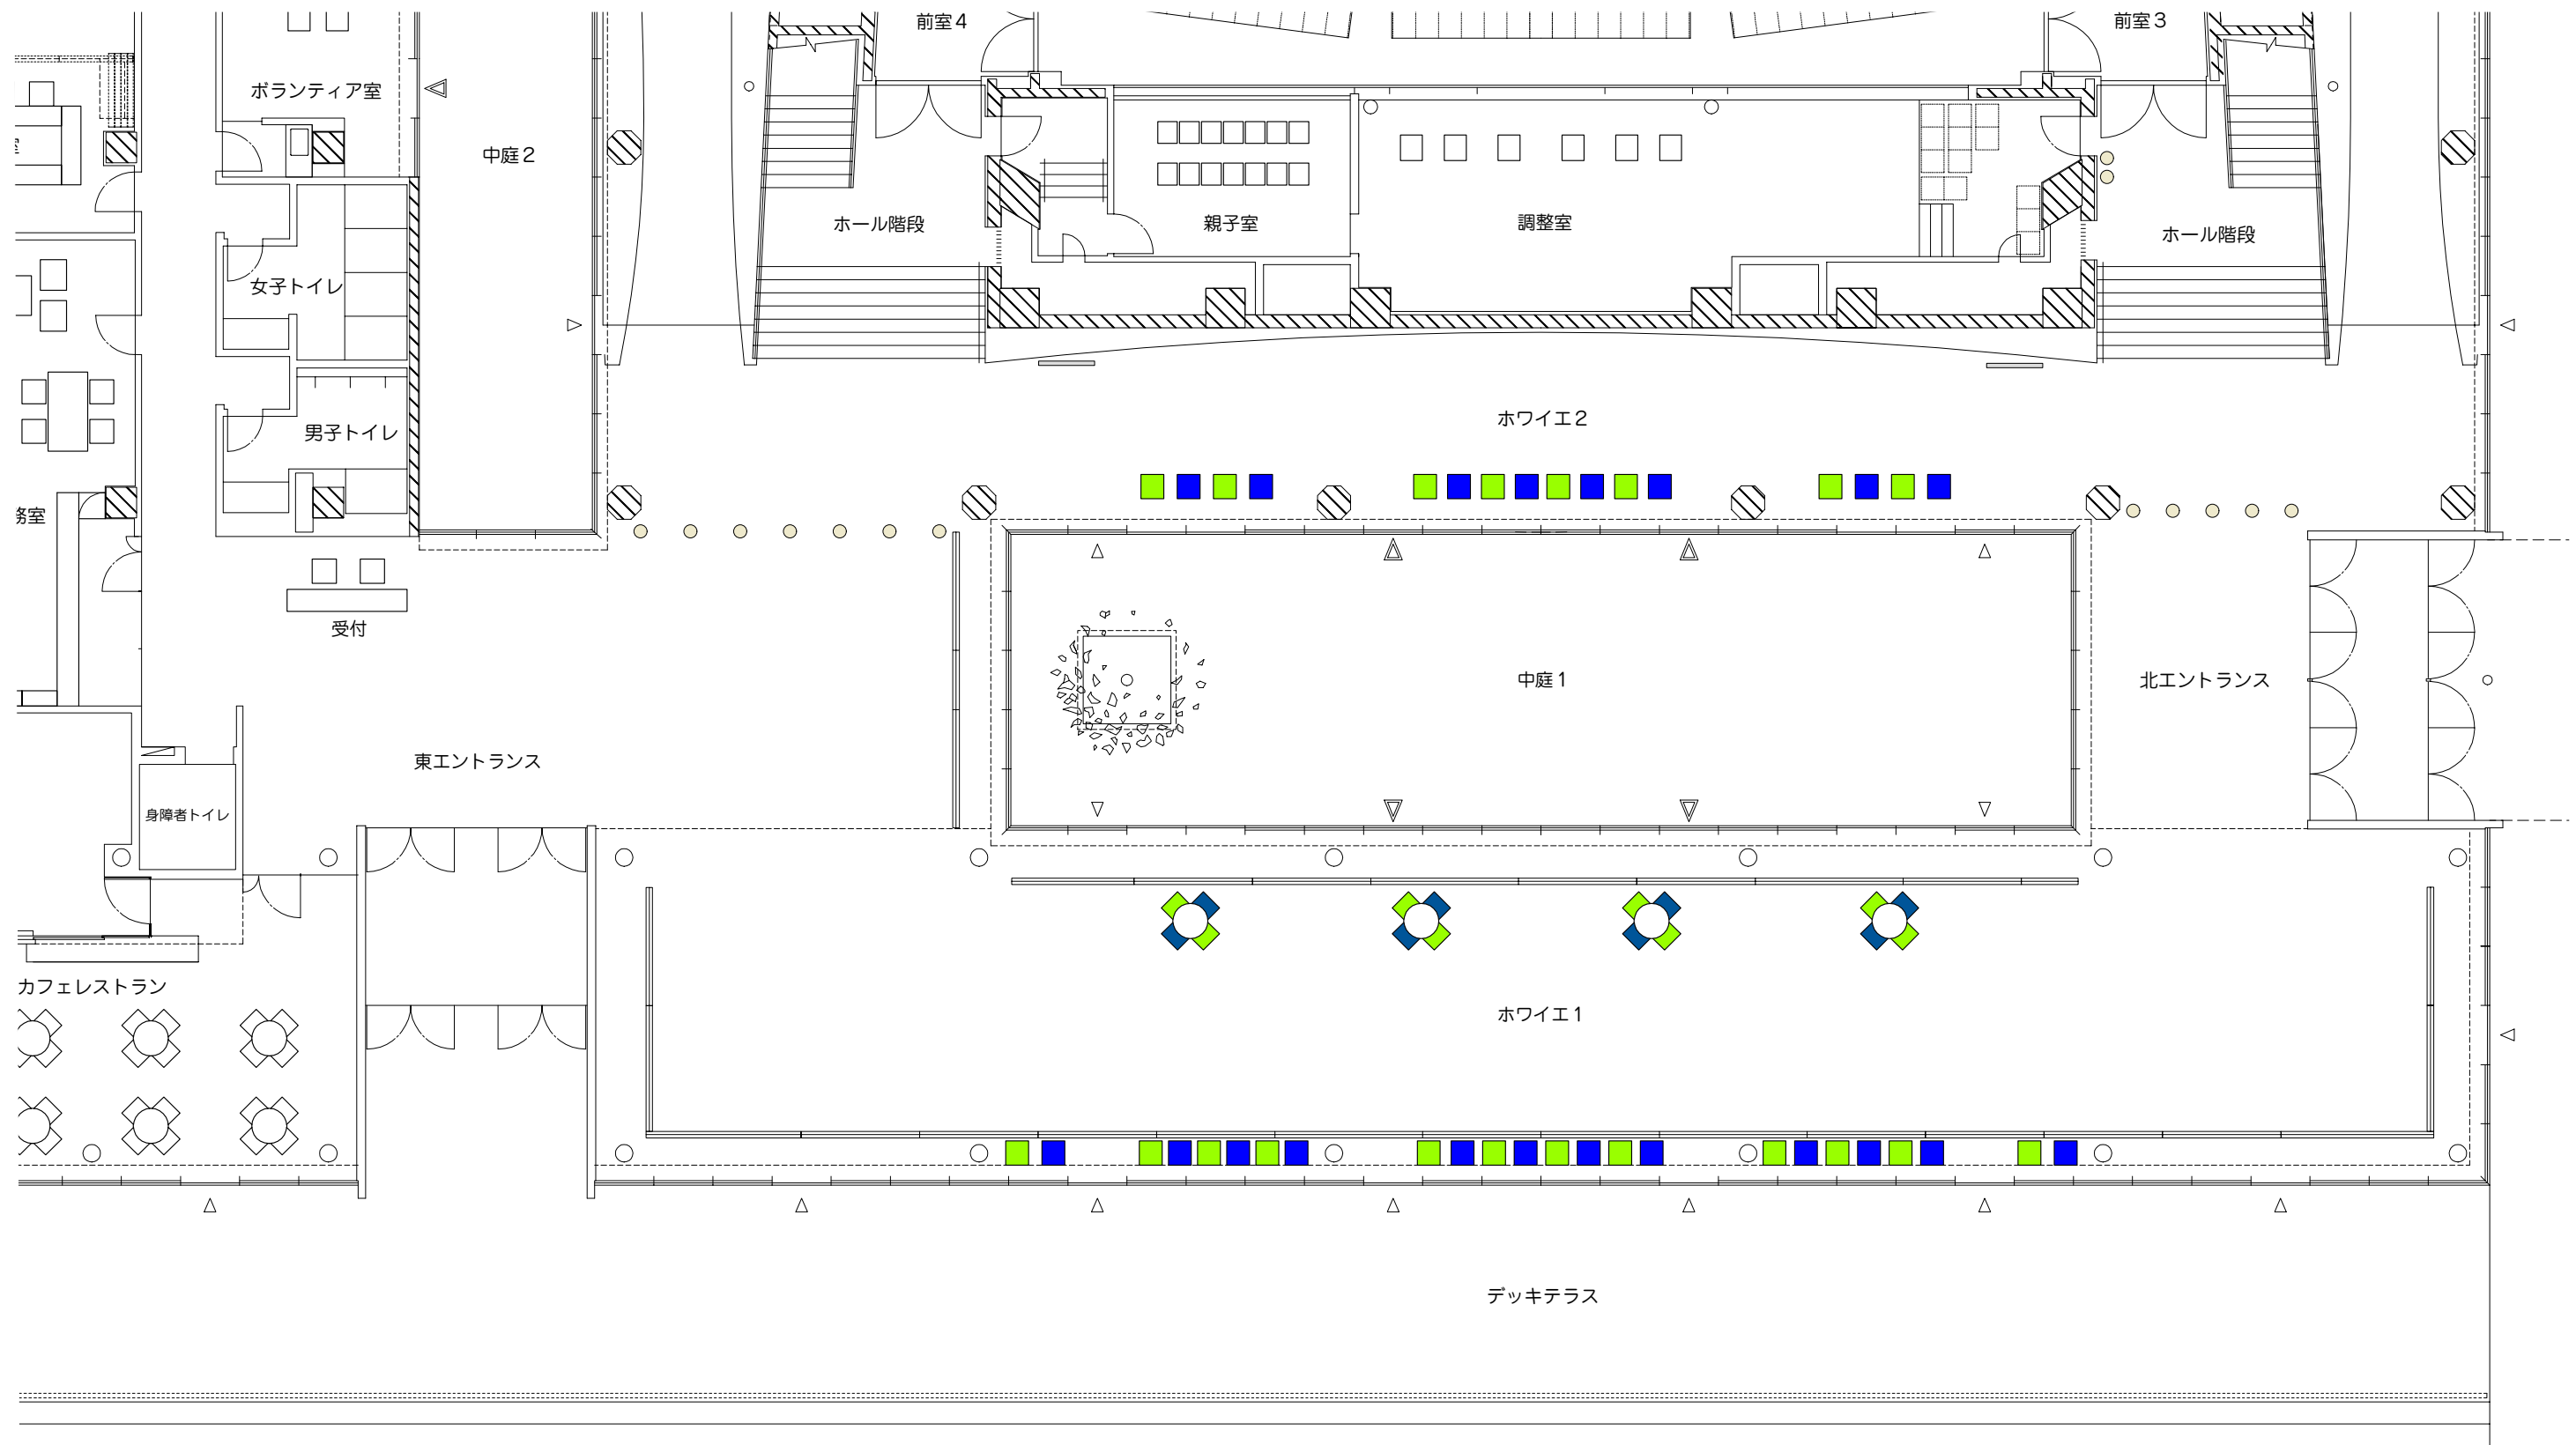 前室４
前室３
ボランティア室
中庭２
ホール階段
親子室
調整室
ホール階段
女子トイレ
ホワイエ２
男子トイレ
務室
受付
中庭１
北エントランス
東エントランス
身障者トイレ
カフェレストラン
ホワイエ１
デッキテラス